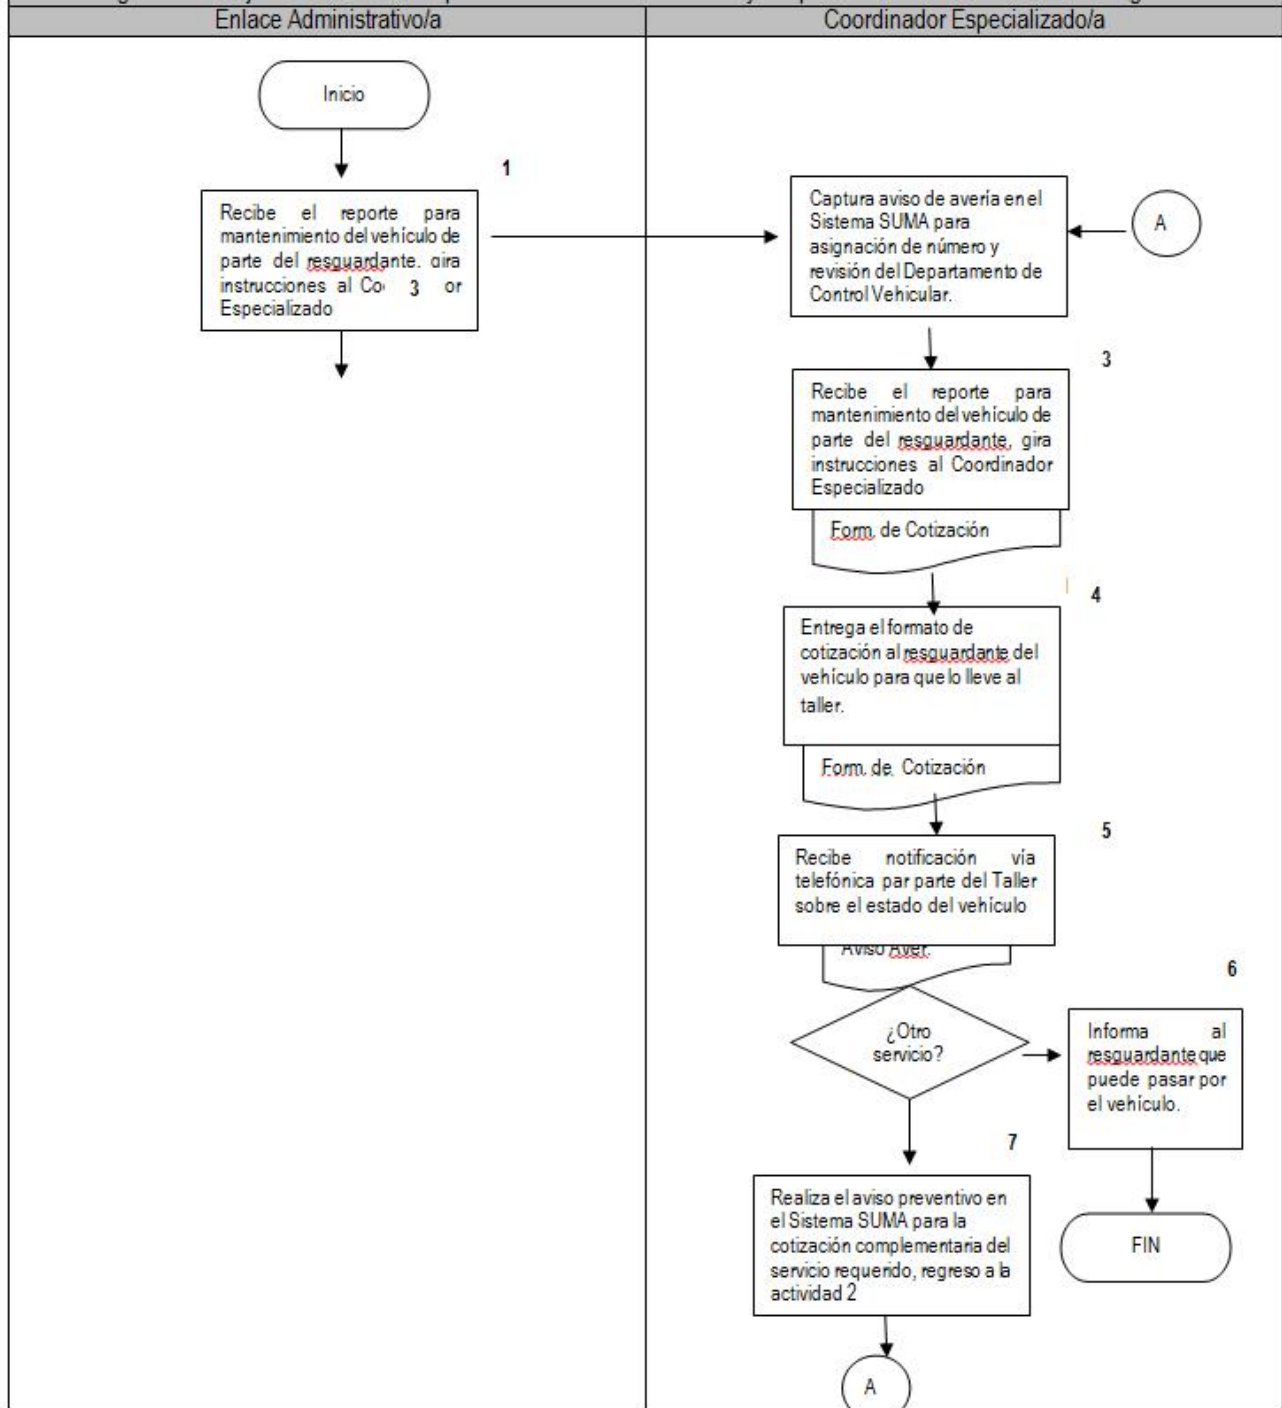 Enlace Administrativo/a
Coordinador Especializado/a
Inicio
1
Recibe el reporte para
mantenimiento del vehículo de
parte del resguardante. gira
instrucciones al Co 3 or
Especializado
Captura aviso de avería en el
Sistema SUMA para
asignación de número y
revisión del Departamento de
Control Vehicular.
A
3
Recibe el reporte para
mantenimiento del vehículo de
parte del resguardante, gira
instrucciones al Coordinador
Especializado
Form. de Cotización
4
Entrega el formato de
cotización al resguardante del
vehículo para que lo lleve al
taller.
Form. de. Cotización
5
Recibe notificación vía
telefónica par parte del Taller
sobre el estado del vehículo
Aviso Aver.
¿Otro
servicio?
6
Informa al
resguardante que
puede pasar por
el vehículo.
7
Realiza el aviso preventivo en
el Sistema SUMA para la
cotización complementaria del
servicio requerido, regreso a la
actividad 2
FIN
A